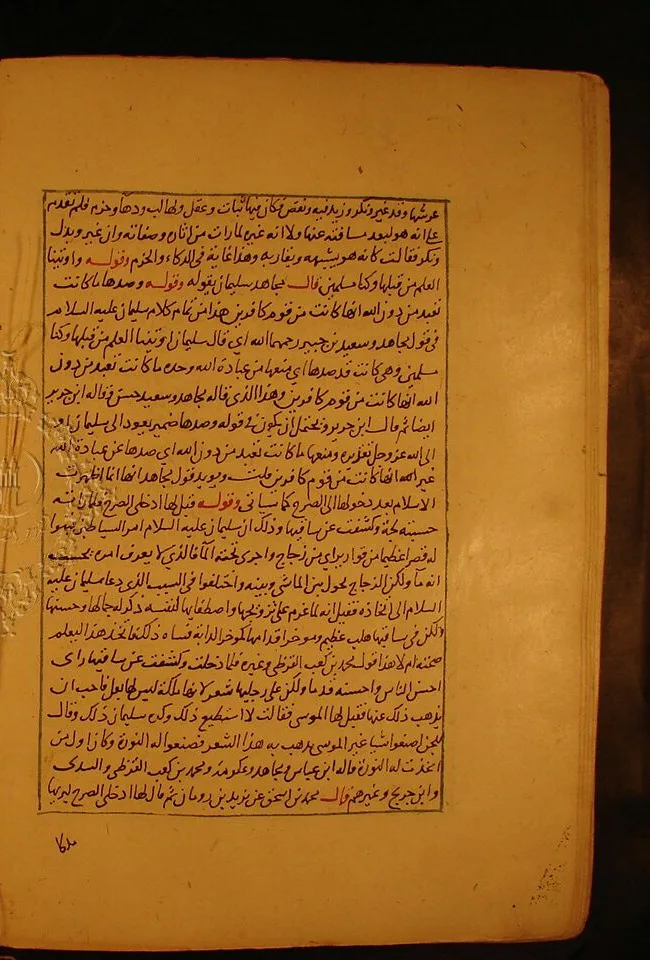 عرشها وقد غير ونكر وزيد فيه ونقص فكان فيها ثبات وعقل ولها لب ودهاء وحزم فلم تقدم
على انه هو لبعد مسافته عنها ولا انه غيره لما رات من اثاره وصفاته وان غير وبدل
ونكر فقالت كانه هو يشبهه ويقاربه وهذا غاية في الذكاء والحزم وقوله واوتينا
العلم من قبلها وكنا مسلمين قال مجاهد سليمان يقوله وقوله وصدها ما كانت
تعبد من دون الله انها كانت من قوم كافرين هذا من تمام كلام سليمان عليه السلام
في قول مجاهد وسعيد بن جبير رحمهما الله اي قال سليمان اوتينا العلم من قبلها وكنا
مسلمين وهي كانت قد صدها اي منعها من عبادة الله وحده ما كانت تعبد من دون
الله انها كانت من قوم كافرين وهذا الذي قاله مجاهد وسعيد حسن وقاله ابن جرير
ايضا ثم قال ابن جرير ويحتمل ان يكون في قوله وصدها ضمير يعود الى سليمان او
الى الله عز وجل تقديره ومنعها ما كانت تعبد من دون الله اي صدها عن عبادة
غير الله انها كانت من قوم كافرين قلت ويويد قول مجاهد انها انما اظهرت
الاسلام بعد دخولها الى الصرح كما سياتي وقوله قيل لها ادخلي الصرح فلما راته
حسبته لجة وكشفت عن ساقيها وذلك ان سليمان عليه السلام امر الشياطين فبنوا
له قصرا عظيما من قوارير اي من زجاج واجرى تحته الماء فالذي لا يعرف امره يحسب
انه ماء ولكن الزجاج يحول بين الماشي وبينه واختلفوا في السبب الذي دعا سليمان عليه
السلام الى اتخاذه فقيل انه لما عزم على تزويجها واصطفايها لنفسه ذكر له جمالها وحسنها
لكن في ساقيها هلب عظيم وموخر اقدامها كموخر الدابة فساه ذلك فاتخذ هذا ليعلم
صحته ام لا هذا قول محمد بن كعب القرظي وغيره فلما دخلت وكشفت عن ساقيها راى
احسن الناس واحسنه قدما ولكن على رجليها شعر لانها ملكة ليس لها بعل فاحب ان
يذهب ذلك عنها فقيل لها الموسى فقالت لا استطيع ذلك وكره سليمان ذلك وقال
للجن اصنعوا شيا غير الموسى يذهب به هذا الشعر فصنعوا له النورة وكان اول من
اتخذت له النورة قاله ابن عباس ومجاهد وعكرمة ومحمد بن كعب القرظي والسدى
وابن جريج وغيرهم وقال محمد بن اسحق عن يزيد بن رومان ثم قال لها ادخلي الصرح ليريها
ملكا